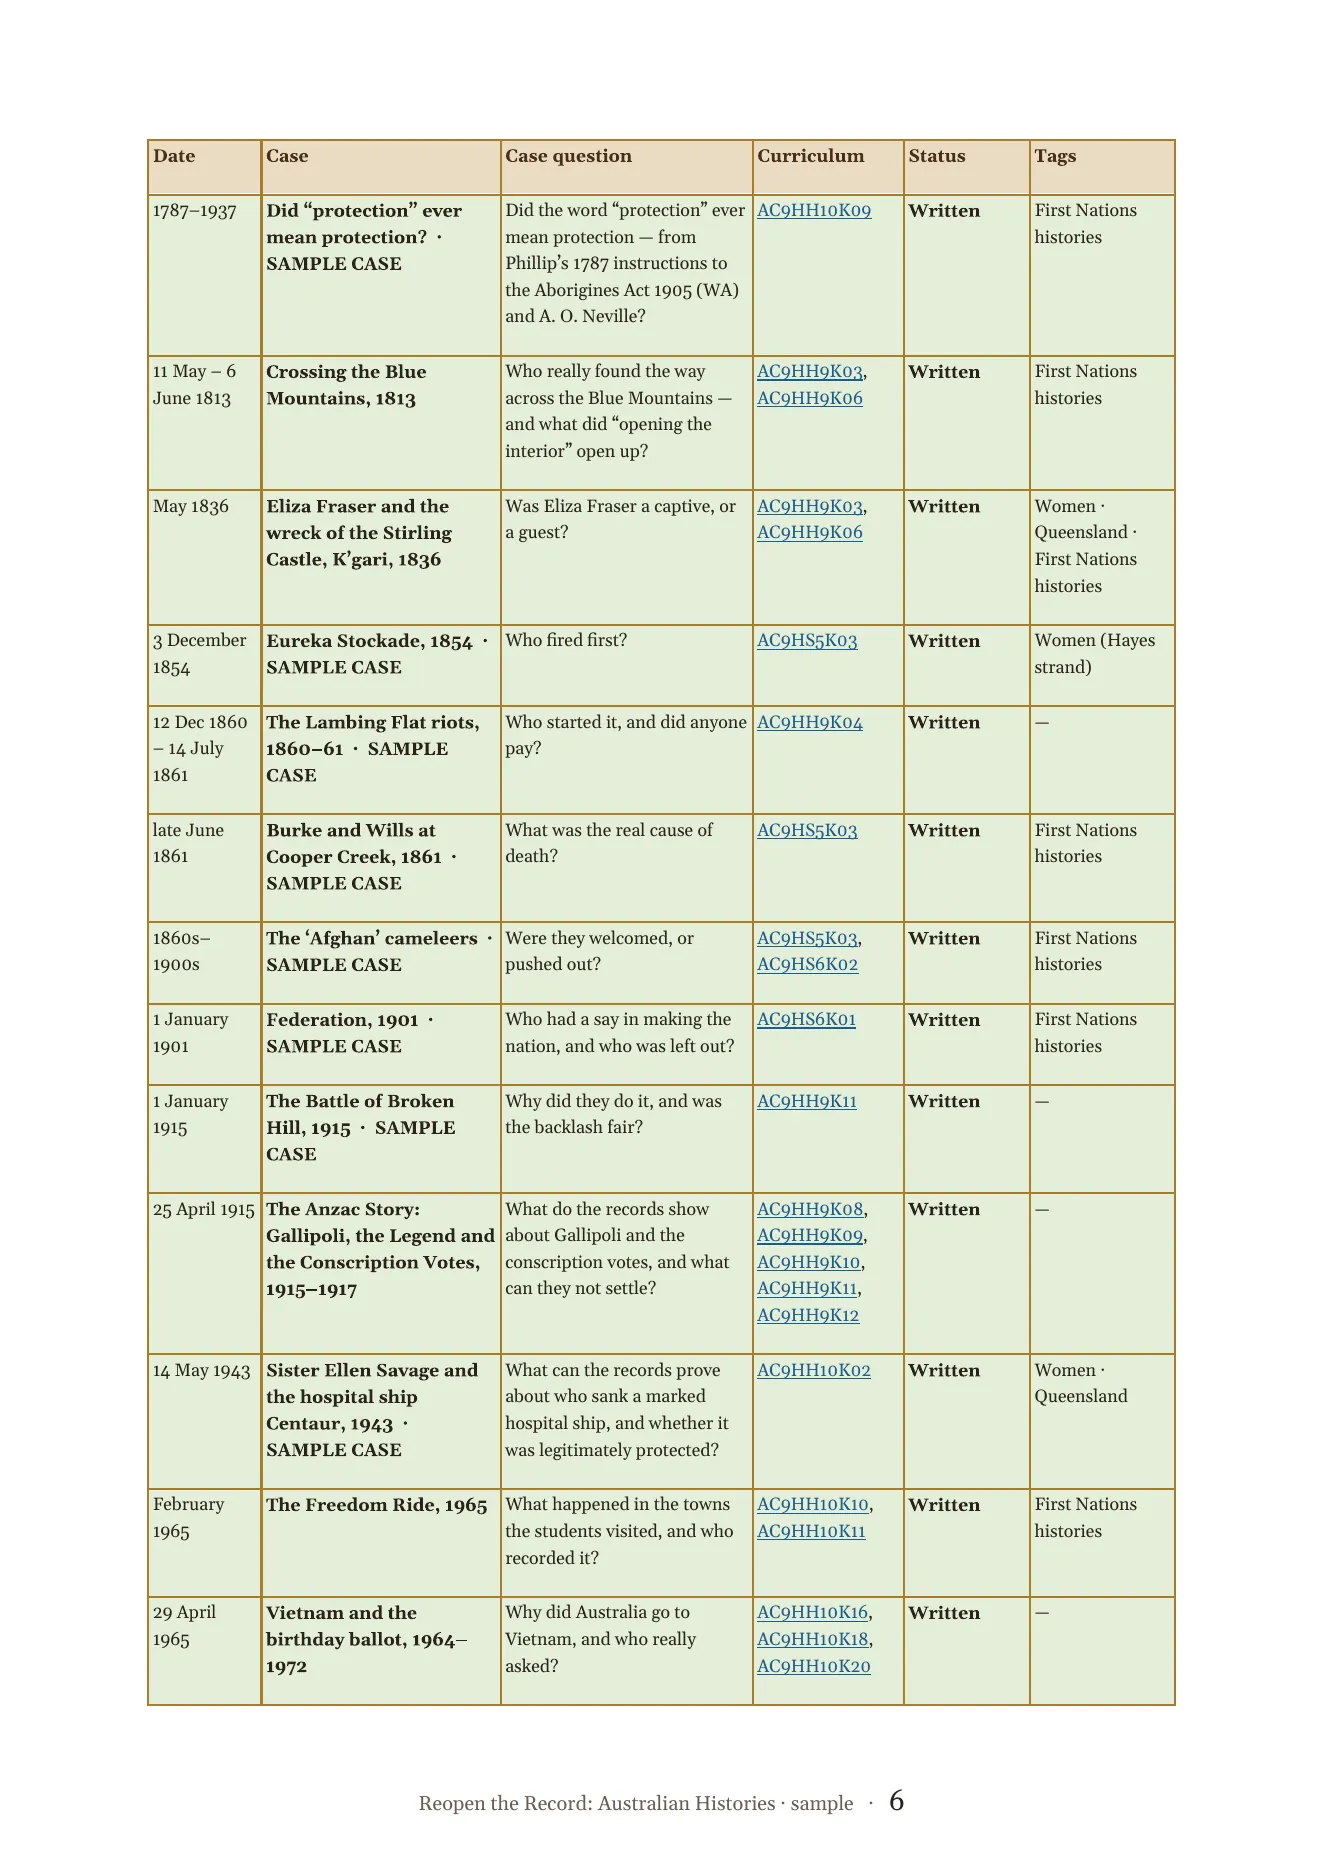 Date Case Case question Curriculum Status Tags
1787–1937
Did “protection” ever
mean protection? ·
SAMPLE CASE
Did the word “protection” ever
mean protection — from
Phillip’s 1787 instructions to
the Aborigines Act 1905 (WA)
and A. O. Neville?
AC9HH10K09
Written
First Nations
histories
11 May – 6
June 1813
Crossing the Blue
Mountains, 1813
Who really found the way
across the Blue Mountains —
and what did “opening the
interior” open up?
AC9HH9K03,
AC9HH9K06
Written
First Nations
histories
May 1836
Eliza Fraser and the
wreck of the Stirling
Castle, K’gari, 1836
Was Eliza Fraser a captive, or
a guest?
AC9HH9K03,
AC9HH9K06
Written
Women ·
Queensland ·
First Nations
histories
3 December
1854
Eureka Stockade, 1854 ·
SAMPLE CASE
Who fired first?
AC9HS5K03
Written
Women (Hayes
strand)
12 Dec 1860
– 14 July
1861
The Lambing Flat riots,
1860–61 · SAMPLE
CASE
Who started it, and did anyone
pay?
AC9HH9K04
Written
—
late June
1861
Burke and Wills at
Cooper Creek, 1861 ·
SAMPLE CASE
What was the real cause of
death?
AC9HS5K03
Written
First Nations
histories
1860s–
1900s
The ‘Afghan’ cameleers ·
SAMPLE CASE
Were they welcomed, or
pushed out?
AC9HS5K03,
AC9HS6K02
Written
First Nations
histories
1 January
1901
Federation, 1901 ·
SAMPLE CASE
Who had a say in making the
nation, and who was left out?
AC9HS6K01
Written
First Nations
histories
1 January
1915
The Battle of Broken
Hill, 1915 · SAMPLE
CASE
Why did they do it, and was
the backlash fair?
AC9HH9K11
Written
—
25 April 1915
The Anzac Story:
Gallipoli, the Legend and
the Conscription Votes,
1915–1917
What do the records show
about Gallipoli and the
conscription votes, and what
can they not settle?
AC9HH9K08,
AC9HH9K09,
AC9HH9K10,
AC9HH9K11,
AC9HH9K12
Written
—
14 May 1943
Sister Ellen Savage and
the hospital ship
Centaur, 1943 ·
SAMPLE CASE
What can the records prove
about who sank a marked
hospital ship, and whether it
was legitimately protected?
AC9HH10K02
Written
Women ·
Queensland
February
1965
The Freedom Ride, 1965
What happened in the towns
the students visited, and who
recorded it?
AC9HH10K10,
AC9HH10K11
Written
First Nations
histories
29 April
1965
Vietnam and the
birthday ballot, 1964–
1972
Why did Australia go to
Vietnam, and who really
asked?
AC9HH10K16,
AC9HH10K18,
AC9HH10K20
Written
—
Reopen the Record: Australian Histories · sample · 6